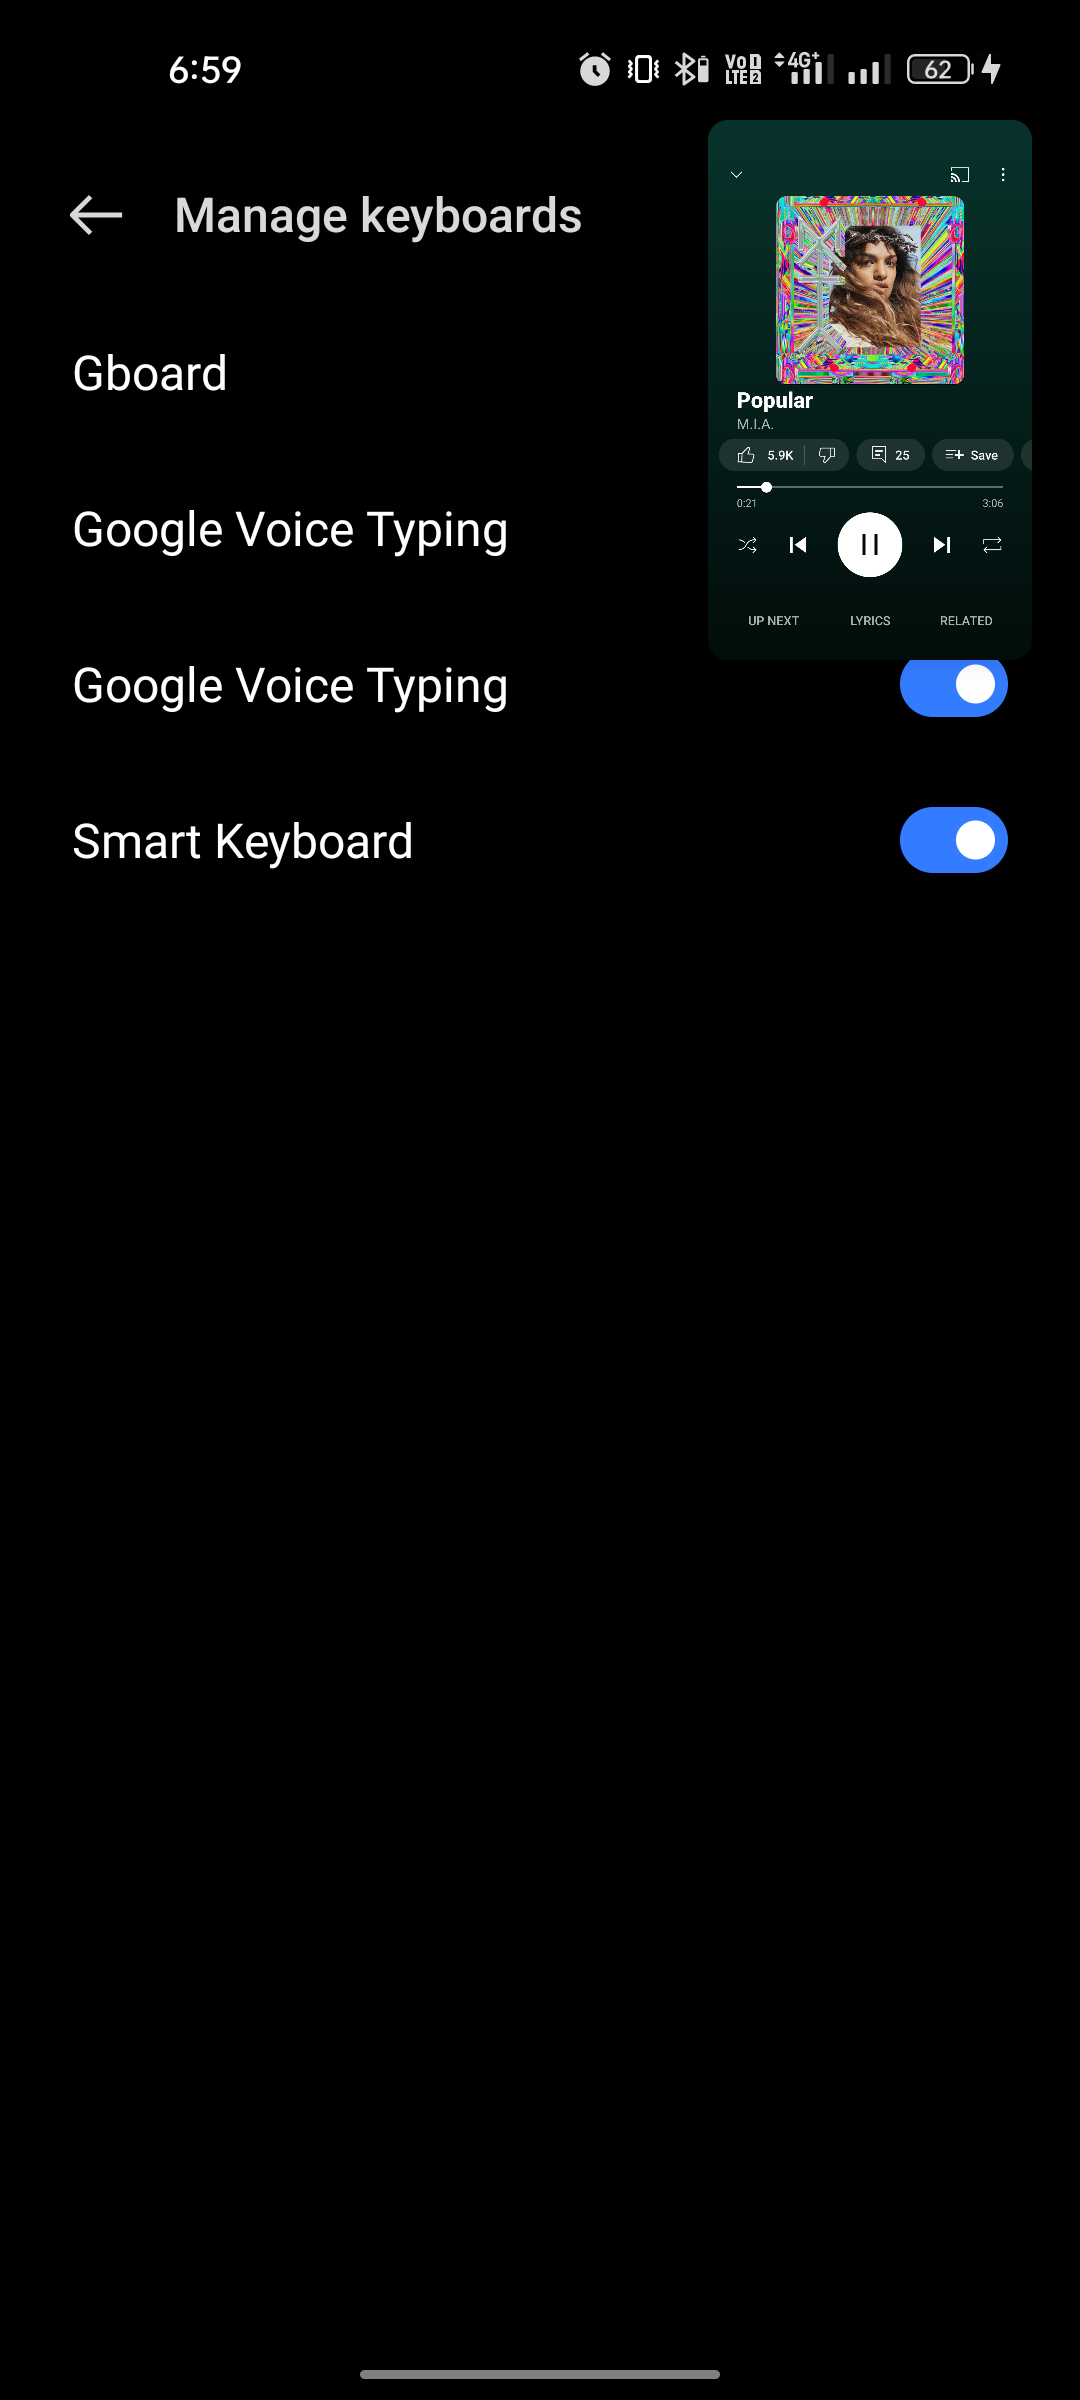 6:59
Vo 1
LTE 2
4G+
62
Manage keyboards
Gboard
Google Voice Typing
Google Voice Typing
Smart Keyboard
Popular
M.I.A.
5.9K
25
Save
0:21
3:06
UP NEXT
LYRICS
RELATED